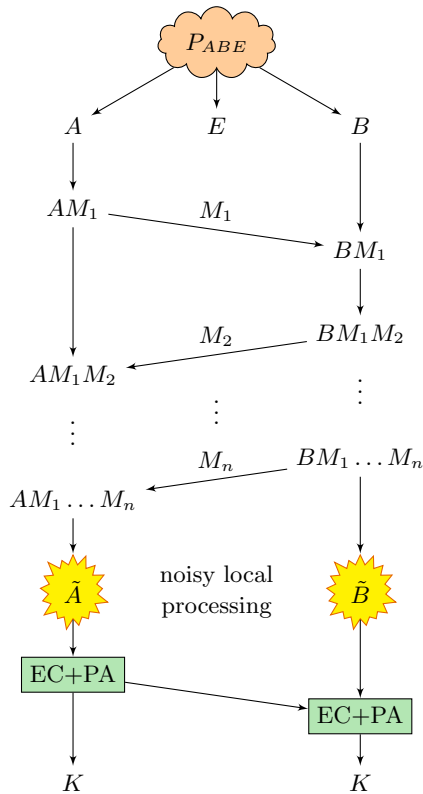 P_{ABE}
A E B
AM_1 M_1
BM_1
M_2 BM_1M_2
AM_1M_2
⋮ ⋮ ⋮
M_n BM_1 … M_n
AM_1 … M_n
Ã noisy local B̃
processing
EC+PA
EC+PA
K K